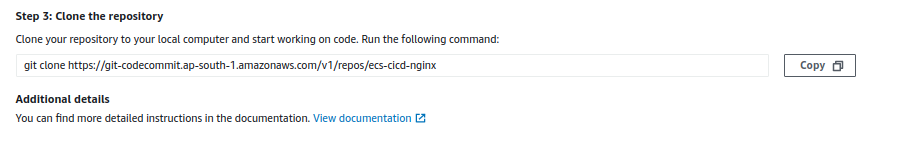 Step 3: Clone the repository
Clone your repository to your local computer and start working on code. Run the following command:
git clone https://git-codecommit.ap-south-1.amazonaws.com/v1/repos/ecs-cicd-nginx
Copy
Additional details
You can find more detailed instructions in the documentation. View documentation